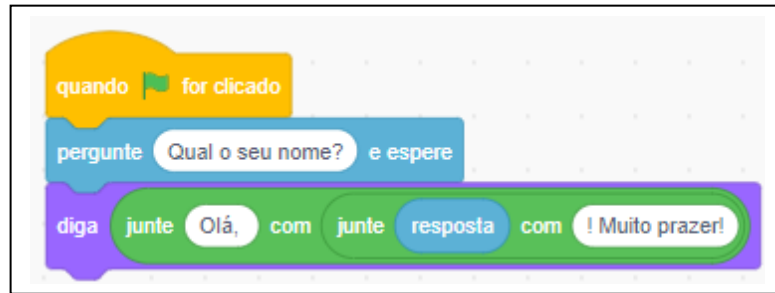 quando for clicado
pergunte Qual o seu nome? e espere
diga junte Olá, com junte resposta com ! Muito prazer!